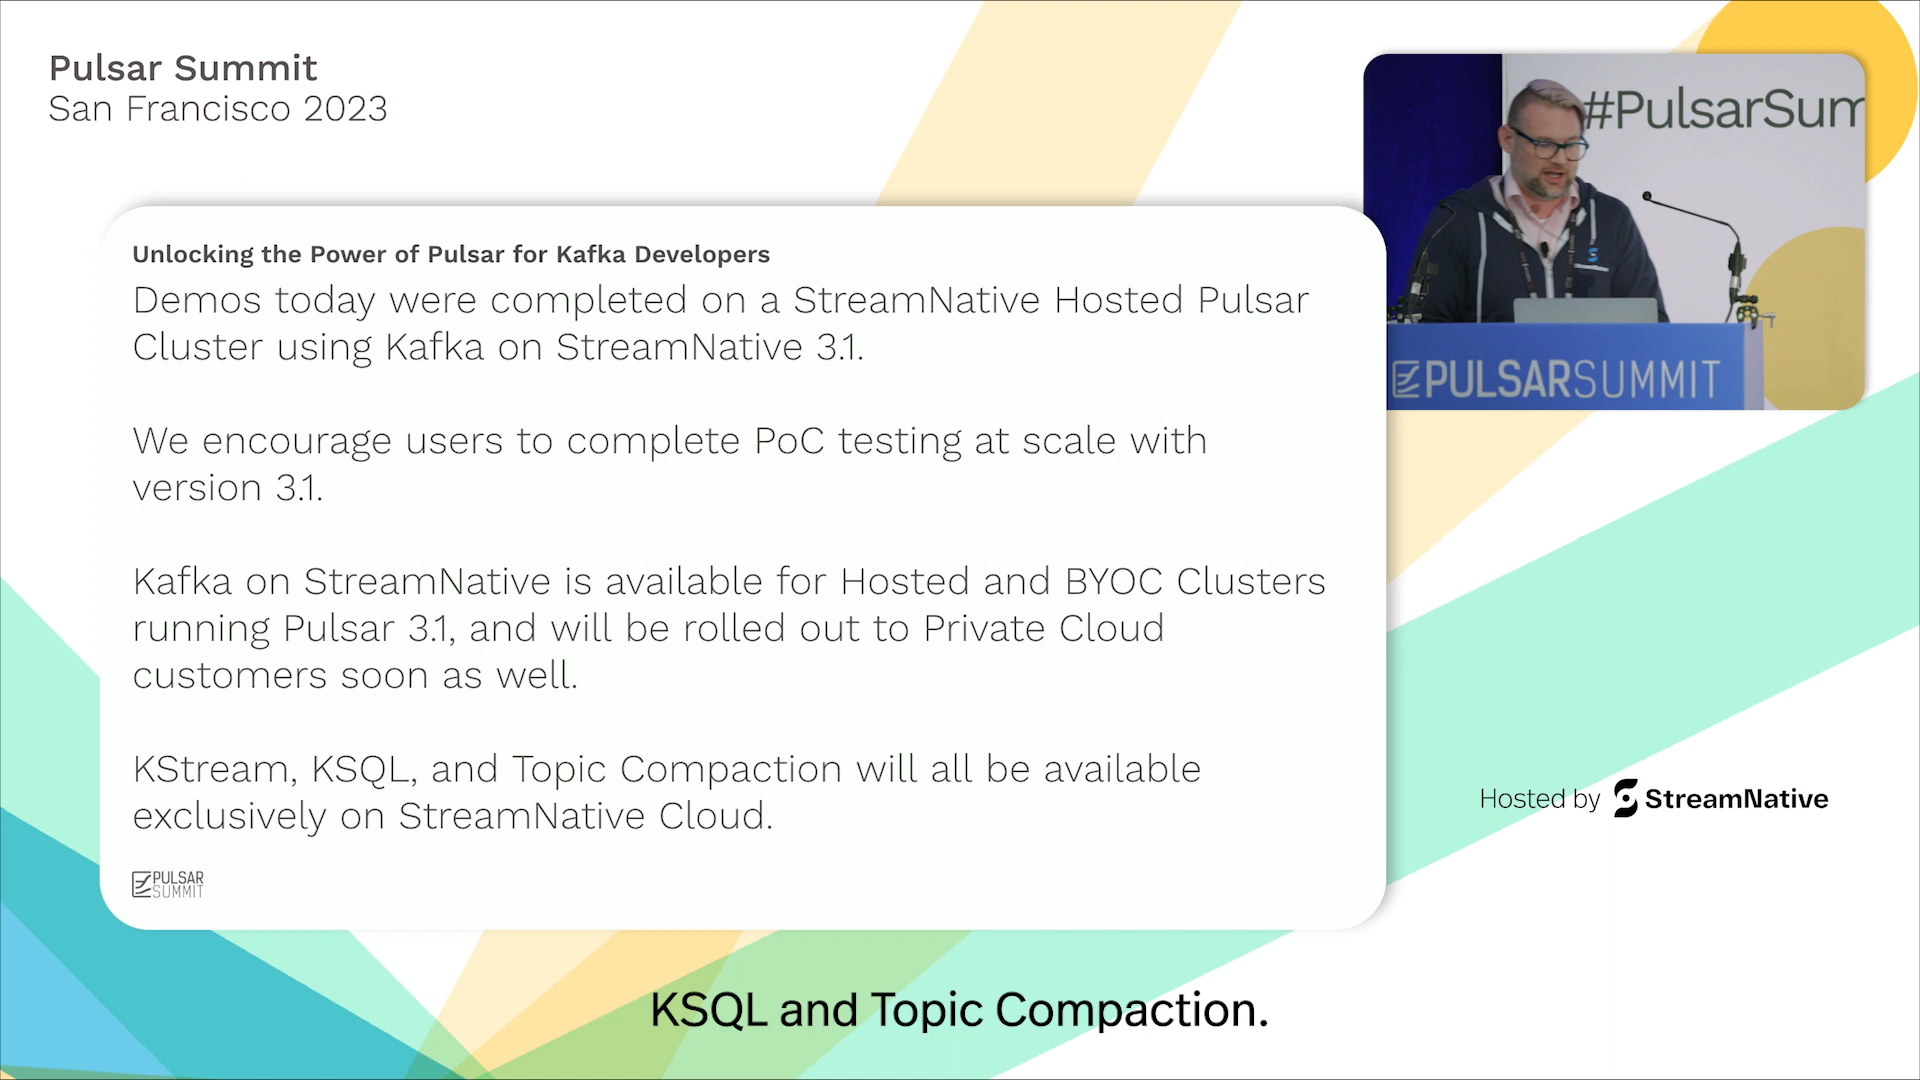 Pulsar Summit
San Francisco 2023
#PulsarSum
PULSARSUMMIT
Unlocking the Power of Pulsar for Kafka Developers
Demos today were completed on a StreamNative Hosted Pulsar
Cluster using Kafka on StreamNative 3.1.
We encourage users to complete PoC testing at scale with
version 3.1.
Kafka on StreamNative is available for Hosted and BYOC Clusters
running Pulsar 3.1, and will be rolled out to Private Cloud
customers soon as well.
KStream, KSQL, and Topic Compaction will all be available
exclusively on StreamNative Cloud.
PULSAR
SUMMIT
Hosted by StreamNative
KSQL and Topic Compaction.